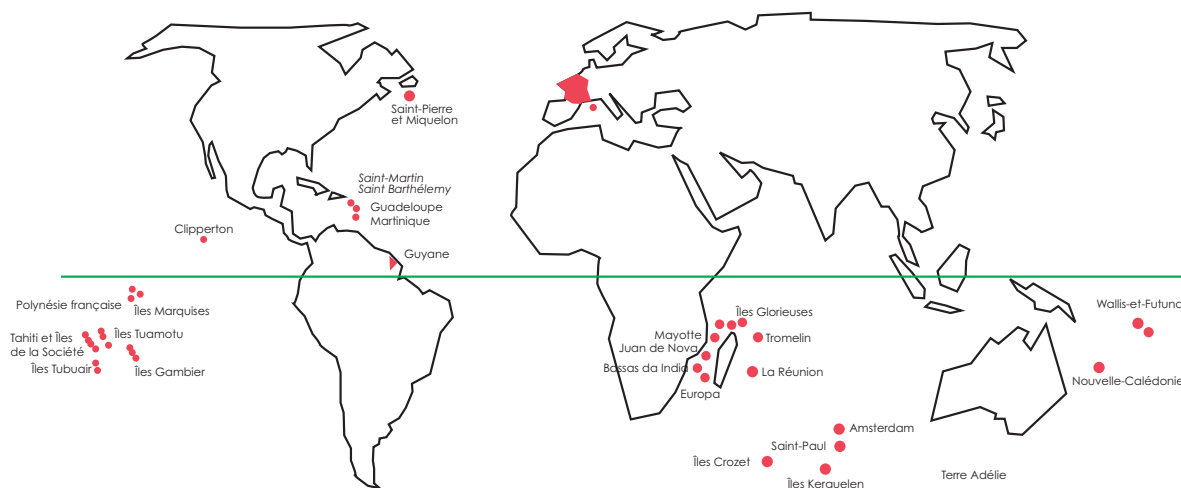 Saint-Pierre
et Miquelon
Saint-Martin
Saint Barthélemy
Guadeloupe
Martinique
Clipperton
Guyane
Polynésie française
Îles Marquises
Tahiti et Îles
de la Société
Îles Tuamotu
Îles Tubuair
Îles Gambier
Îles Glorieuses
Mayotte
Tromelin
Juan de Nova
Bassas da India
La Réunion
Europa
Wallis-et-Futuna
Nouvelle-Calédonie
Amsterdam
Saint-Paul
Îles Crozet
Îles Kerguelen
Terre Adélie